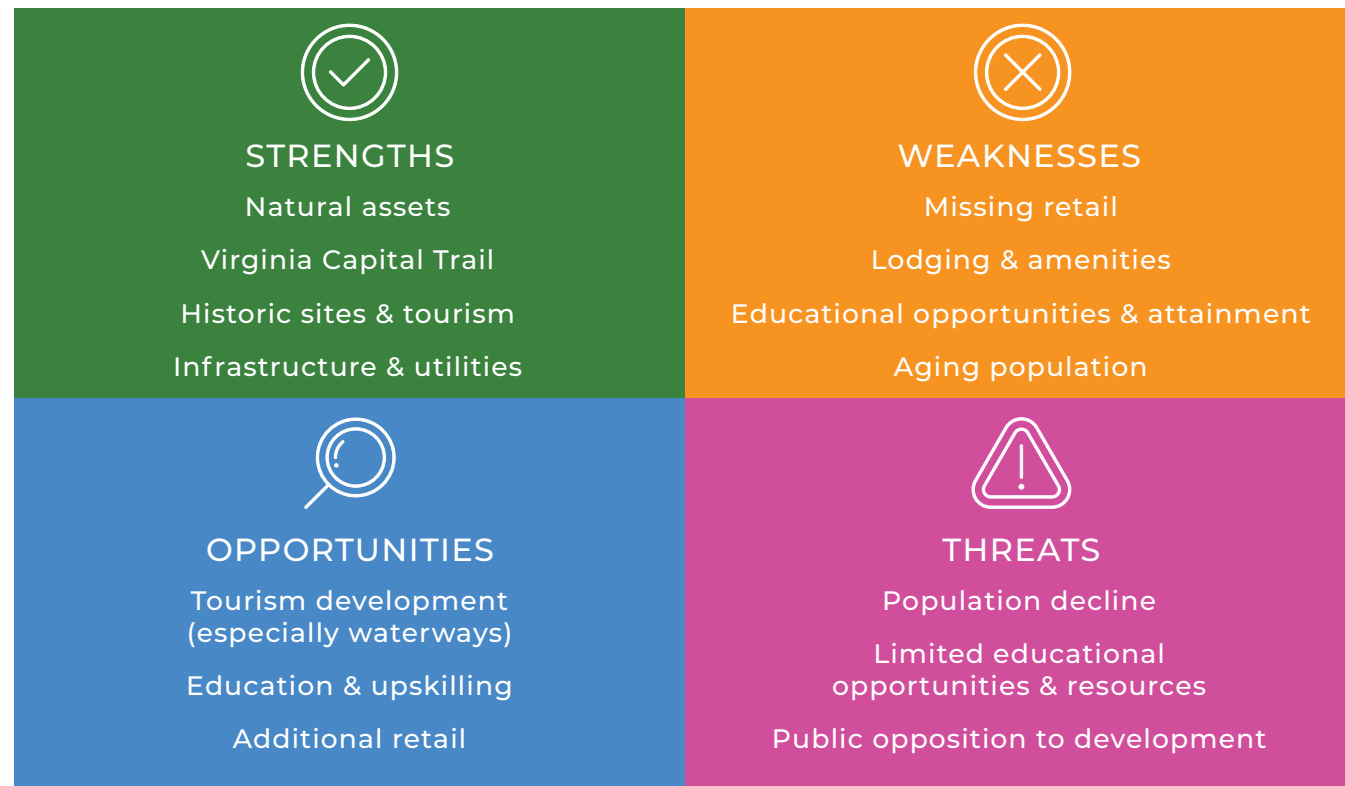 STRENGTHS
Natural assets
Virginia Capital Trail
Historic sites & tourism
Infrastructure & utilities
WEAKNESSES
Missing retail
Lodging & amenities
Educational opportunities & attainment
Aging population
OPPORTUNITIES
Tourism development
(especially waterways)
Education & upskilling
Additional retail
THREATS
Population decline
Limited educational
opportunities & resources
Public opposition to development